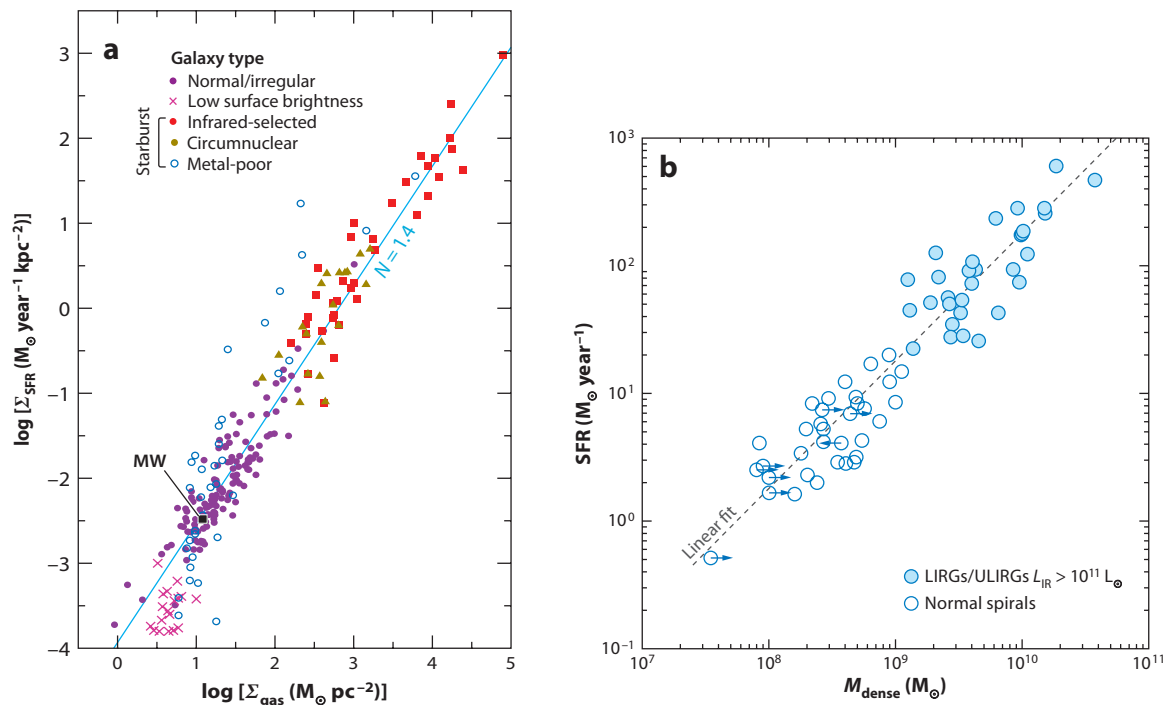 a
Galaxy type
Normal/irregular
Low surface brightness
Starburst
Infrared-selected
Circumnuclear
Metal-poor
N = 1.4
MW
log [Σ_SFR (M_⊙ year⁻¹ kpc⁻²)]
3
2
1
0
−1
−2
−3
−4
0 1 2 3 4 5
log [Σ_gas (M_⊙ pc⁻²)]
b
SFR (M_⊙ year⁻¹)
10³
10²
10¹
10⁰
10⁻¹
Linear fit
LIRGs/ULIRGs L_IR > 10¹¹ L_⊙
Normal spirals
10⁷ 10⁸ 10⁹ 10¹⁰ 10¹¹
M_dense (M_⊙)